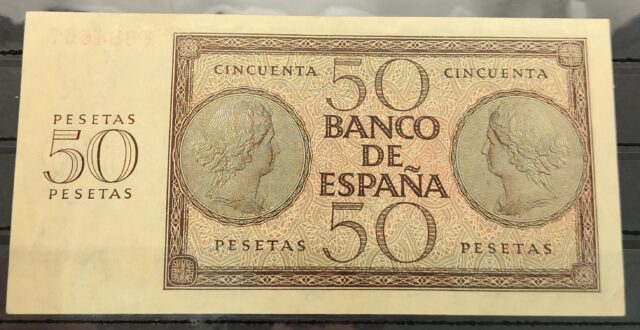 PESETAS
50
PESETAS
CINCUENTA 50 CINCUENTA
BANCO
DE
ESPAÑA
PESETAS 50 PESETAS